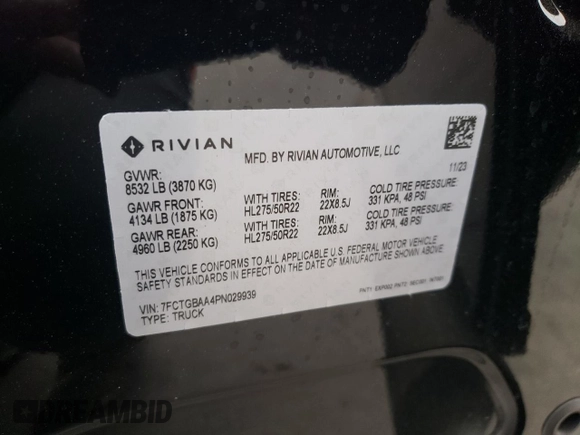 RIVIAN
MFD. BY RIVIAN AUTOMOTIVE, LLC
11/23
GVWR:
8532 LB (3870 KG)
GAWR FRONT: WITH TIRES: RIM: COLD TIRE PRESSURE:
4134 LB (1875 KG) HL275/50R22 22X8.5J 331 KPA, 48 PSI
GAWR REAR: WITH TIRES: RIM: COLD TIRE PRESSURE:
4960 LB (2250 KG) HL275/50R22 22X8.5J 331 KPA, 48 PSI
THIS VEHICLE CONFORMS TO ALL APPLICABLE U.S. FEDERAL MOTOR VEHICLE
SAFETY STANDARDS IN EFFECT ON THE DATE OF MANUFACTURE SHOWN ABOVE.
VIN: 7FCTGBAA4PN029939
TYPE: TRUCK
DREAMBID